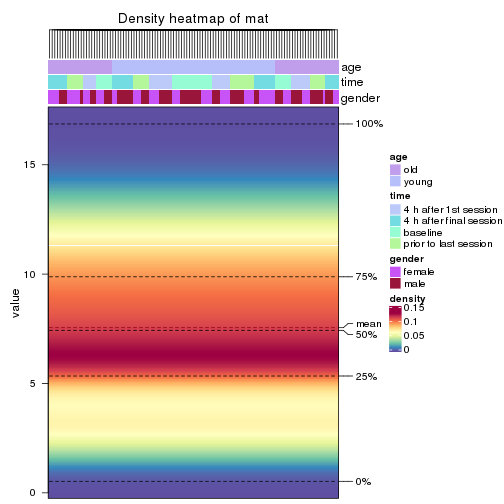 Density heatmap of mat
age
time
gender
100%
15
10
75%
mean
50%
25%
5
0%
0
value
age
old
young
time
4 h after 1st session
4 h after final session
baseline
prior to last session
gender
female
male
density
0.15
0.1
0.05
0